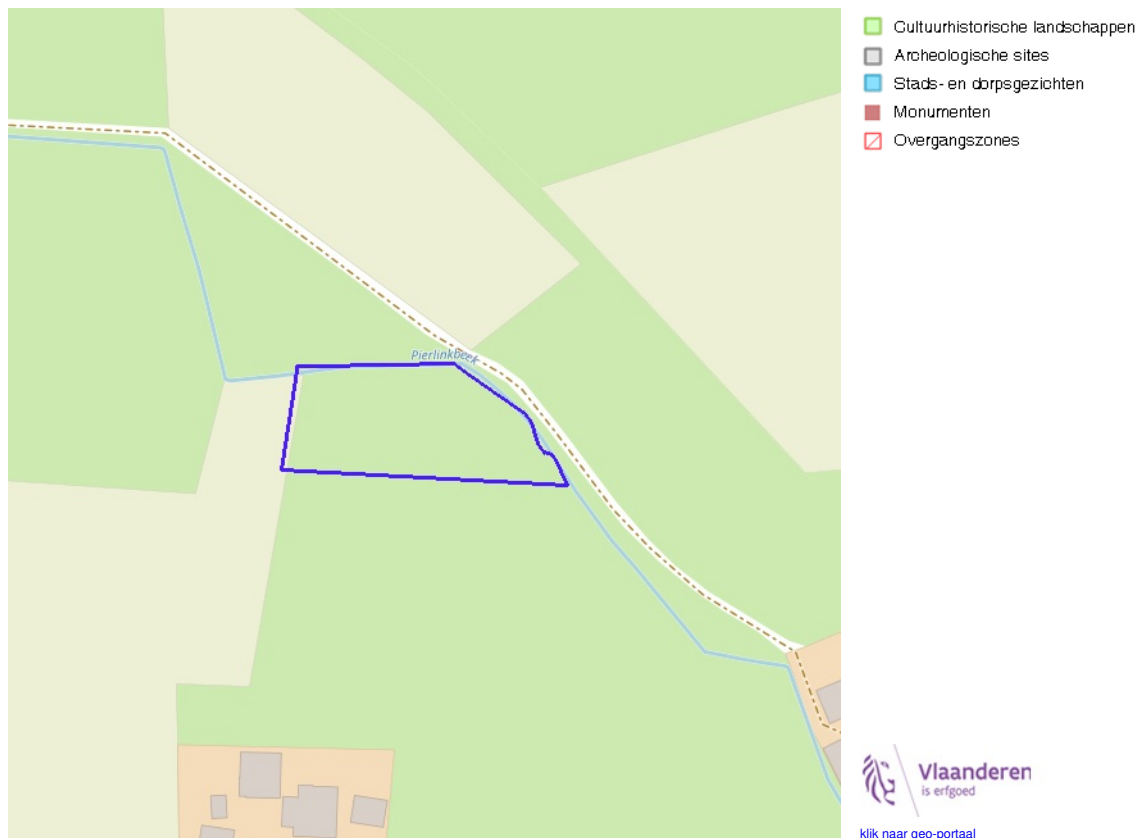 Cultuurhistorische landschappen
Archeologische sites
Stads- en dorpsgezichten
Monumenten
Overgangszones
Pierlinkbeek
Vlaanderen
is erfgoed
klik naar geo-portaal